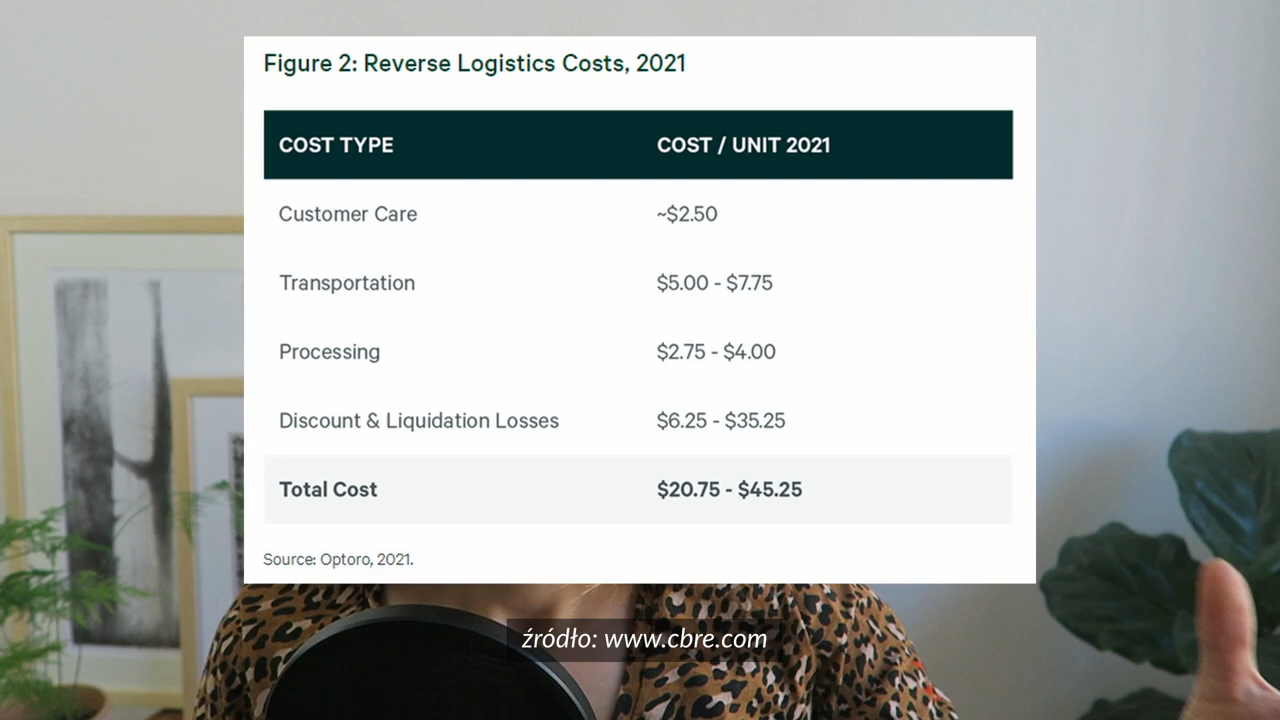 Figure 2: Reverse Logistics Costs, 2021
COST TYPE COST / UNIT 2021
Customer Care ~$2.50
Transportation $5.00 - $7.75
Processing $2.75 - $4.00
Discount & Liquidation Losses $6.25 - $35.25
Total Cost $20.75 - $45.25
Source: Optoro, 2021.
źródło: www.cbre.com